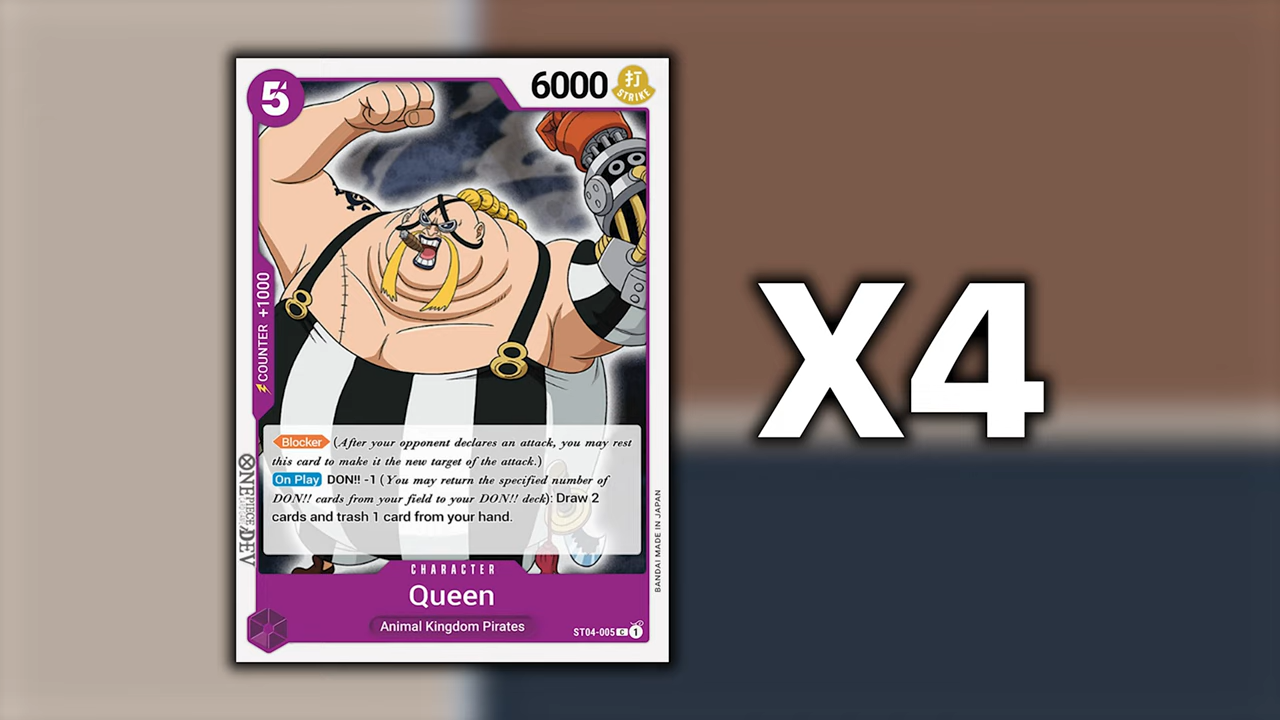 5
6000
打
STRIKE
COUNTER +1000
Blocker (After your opponent declares an attack, you may rest
this card to make it the new target of the attack.)
On Play DON!! -1 (You may return the specified number of
DON!! cards from your field to your DON!! deck): Draw 2
cards and trash 1 card from your hand.
ONE PIECE
DEV
BANDAI MADE IN JAPAN
CHARACTER
Queen
Animal Kingdom Pirates
ST04-005 C 1
X4